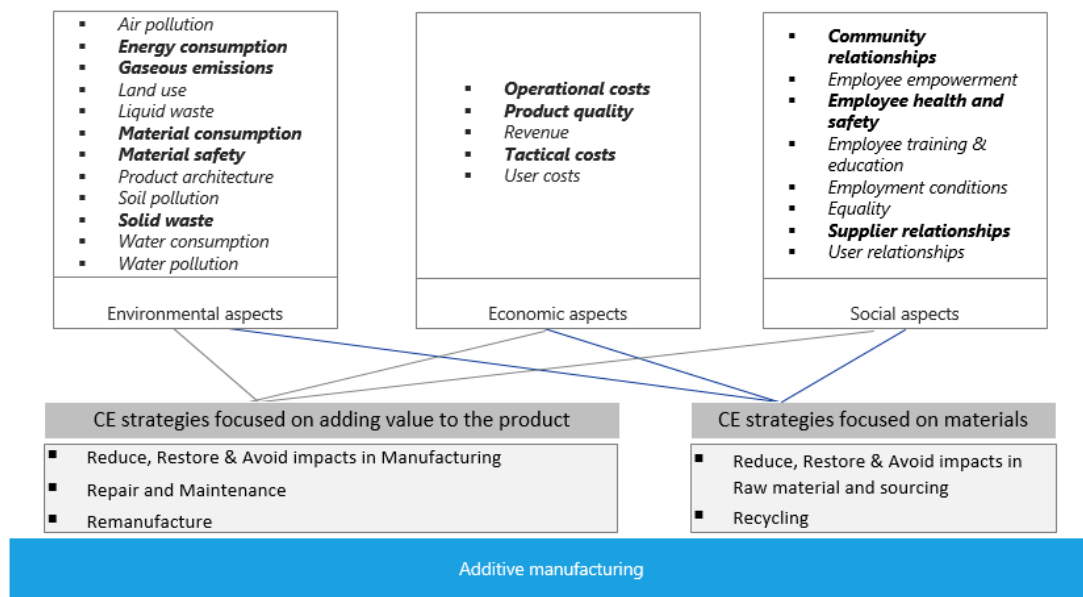 ▪ Air pollution
▪ Energy consumption
▪ Gaseous emissions
▪ Land use
▪ Liquid waste
▪ Material consumption
▪ Material safety
▪ Product architecture
▪ Soil pollution
▪ Solid waste
▪ Water consumption
▪ Water pollution
Environmental aspects
▪ Operational costs
▪ Product quality
▪ Revenue
▪ Tactical costs
▪ User costs
Economic aspects
▪ Community
relationships
▪ Employee empowerment
▪ Employee health and
safety
▪ Employee training &
education
▪ Employment conditions
▪ Equality
▪ Supplier relationships
▪ User relationships
Social aspects
CE strategies focused on adding value to the product
▪ Reduce, Restore & Avoid impacts in Manufacturing
▪ Repair and Maintenance
▪ Remanufacture
CE strategies focused on materials
▪ Reduce, Restore & Avoid impacts in
Raw material and sourcing
▪ Recycling
Additive manufacturing